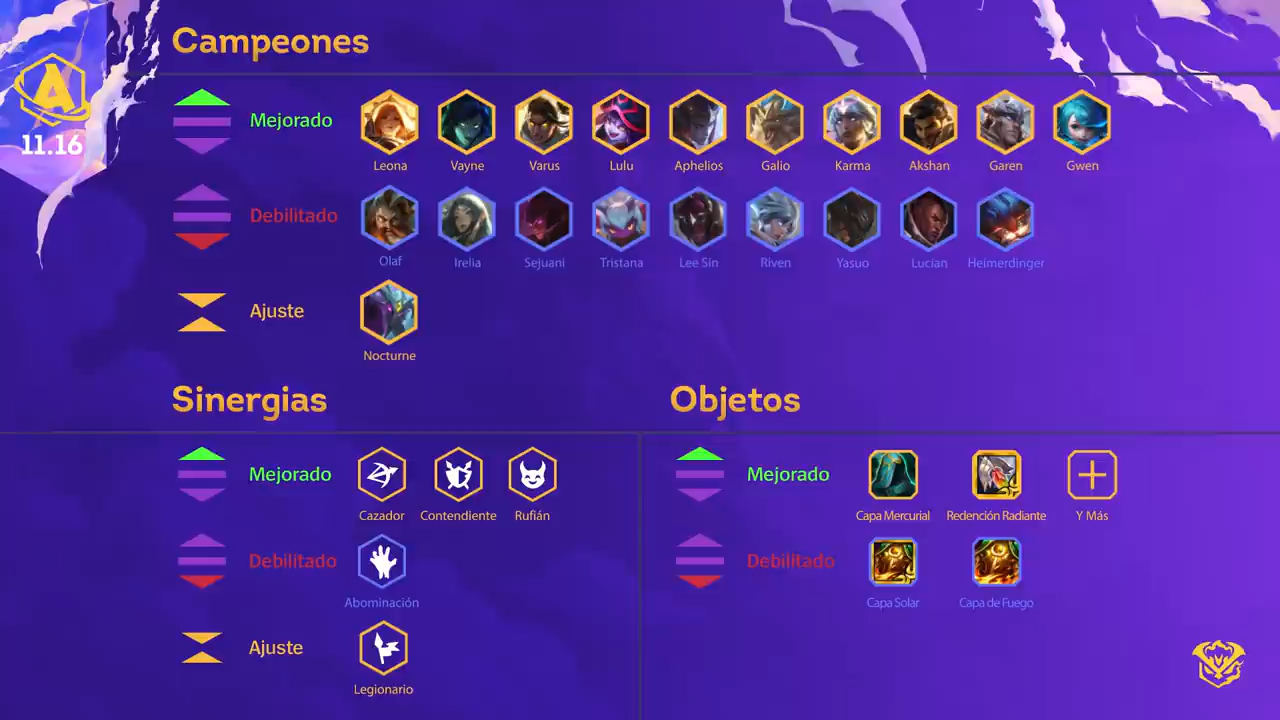 Campeones
A
11.16
Mejorado
Leona Vayne Varus Lulu Aphelios Galio Karma Akshan Garen Gwen
Debilitado
Olaf Irelia Sejuani Tristana Lee Sin Riven Yasuo Lucian Heimerdinger
Ajuste
Nocturne
Sinergias
Mejorado
Cazador Contendiente Rufián
Debilitado
Abominación
Ajuste
Legionario
Objetos
Mejorado
Capa Mercurial Redención Radiante Y Más
Debilitado
Capa Solar Capa de Fuego